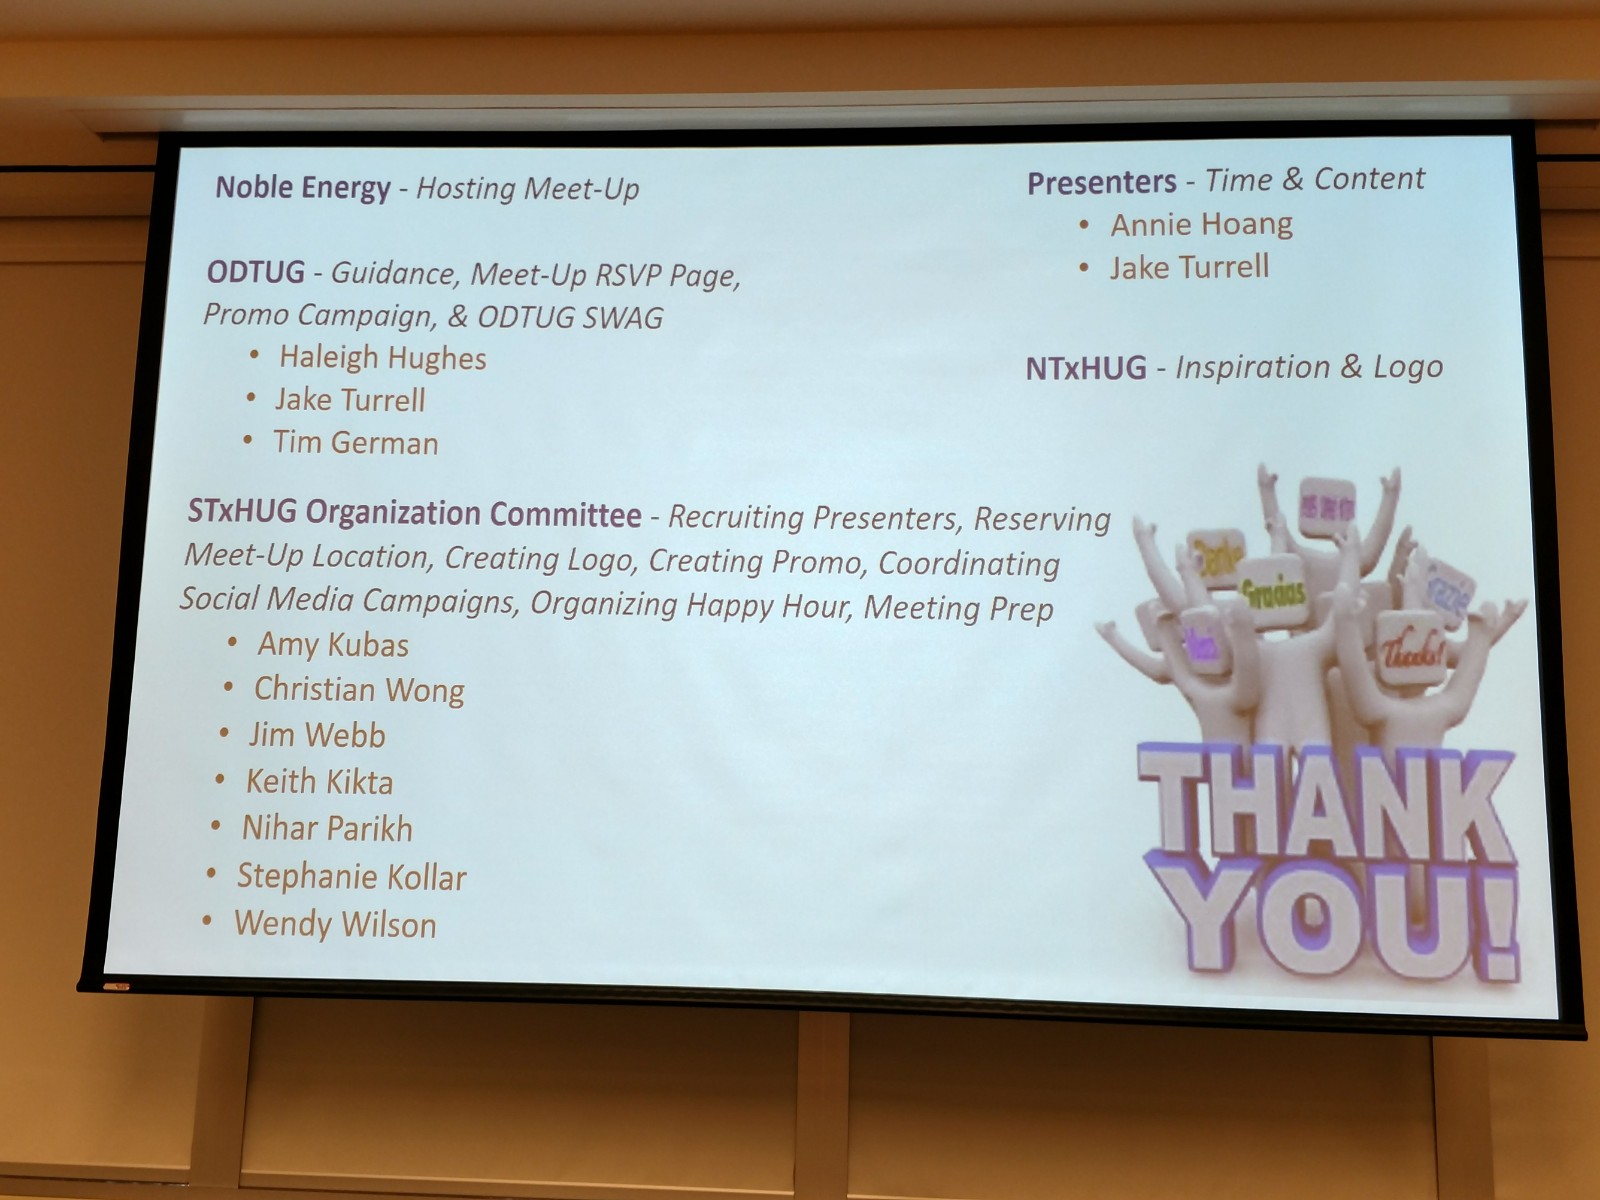 Noble Energy - Hosting Meet-Up
ODTUG - Guidance, Meet-Up RSVP Page,
Promo Campaign, & ODTUG SWAG
• Haleigh Hughes
• Jake Turrell
• Tim German
STxHUG Organization Committee - Recruiting Presenters, Reserving
Meet-Up Location, Creating Logo, Creating Promo, Coordinating
Social Media Campaigns, Organizing Happy Hour, Meeting Prep
• Amy Kubas
• Christian Wong
• Jim Webb
• Keith Kikta
• Nihar Parikh
• Stephanie Kollar
• Wendy Wilson
Presenters - Time & Content
• Annie Hoang
• Jake Turrell
NTxHUG - Inspiration & Logo
感谢你
Danke
Gracias
Grazie
Merci
Thanks!
THANK
YOU!